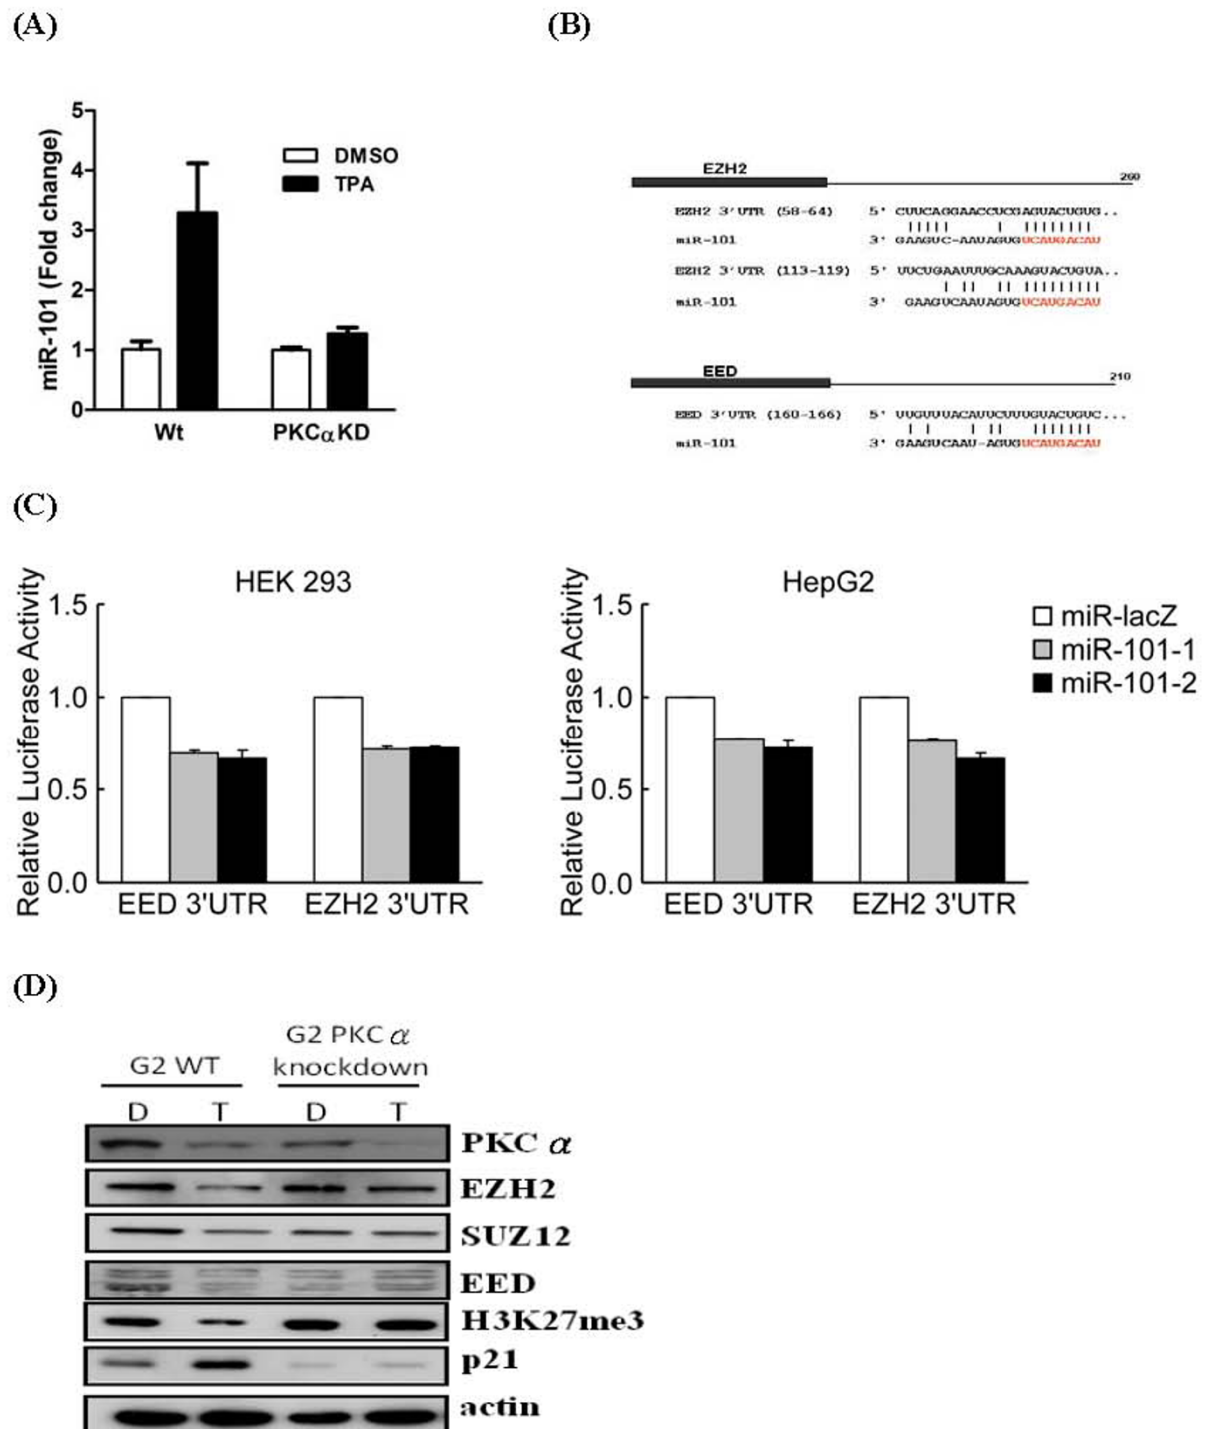 (A)
5
4
3
2
1
0
miR-101 (Fold change)
DMSO
TPA
Wt
PKCαKD
(B)
EZH2
260
EZH2 3'UTR (58-64) 5' CUUCAGGAACCUCGAGUACUGUG..
miR-101 3' GAAGUC-AAUAGUGUCAUGACAU
EZH2 3'UTR (113-119) 5' UUCUGAAUUUGCAAAGUACUGUA..
miR-101 3' GAAGUCAAUAGUGUCAUGACAU
EED
210
EED 3'UTR (160-166) 5' UUGUUUACAUUCUUUGUACUGUC...
miR-101 3' GAAGUCAAU-AGUGUCAUGACAU
(C)
HEK 293
Relative Luciferase Activity
1.5
1.0
0.5
0.0
EED 3'UTR
EZH2 3'UTR
HepG2
Relative Luciferase Activity
1.5
1.0
0.5
0.0
EED 3'UTR
EZH2 3'UTR
miR-lacZ
miR-101-1
miR-101-2
(D)
G2 WT
G2 PKC α
knockdown
D T D T
PKC α
EZH2
SUZ12
EED
H3K27me3
p21
actin